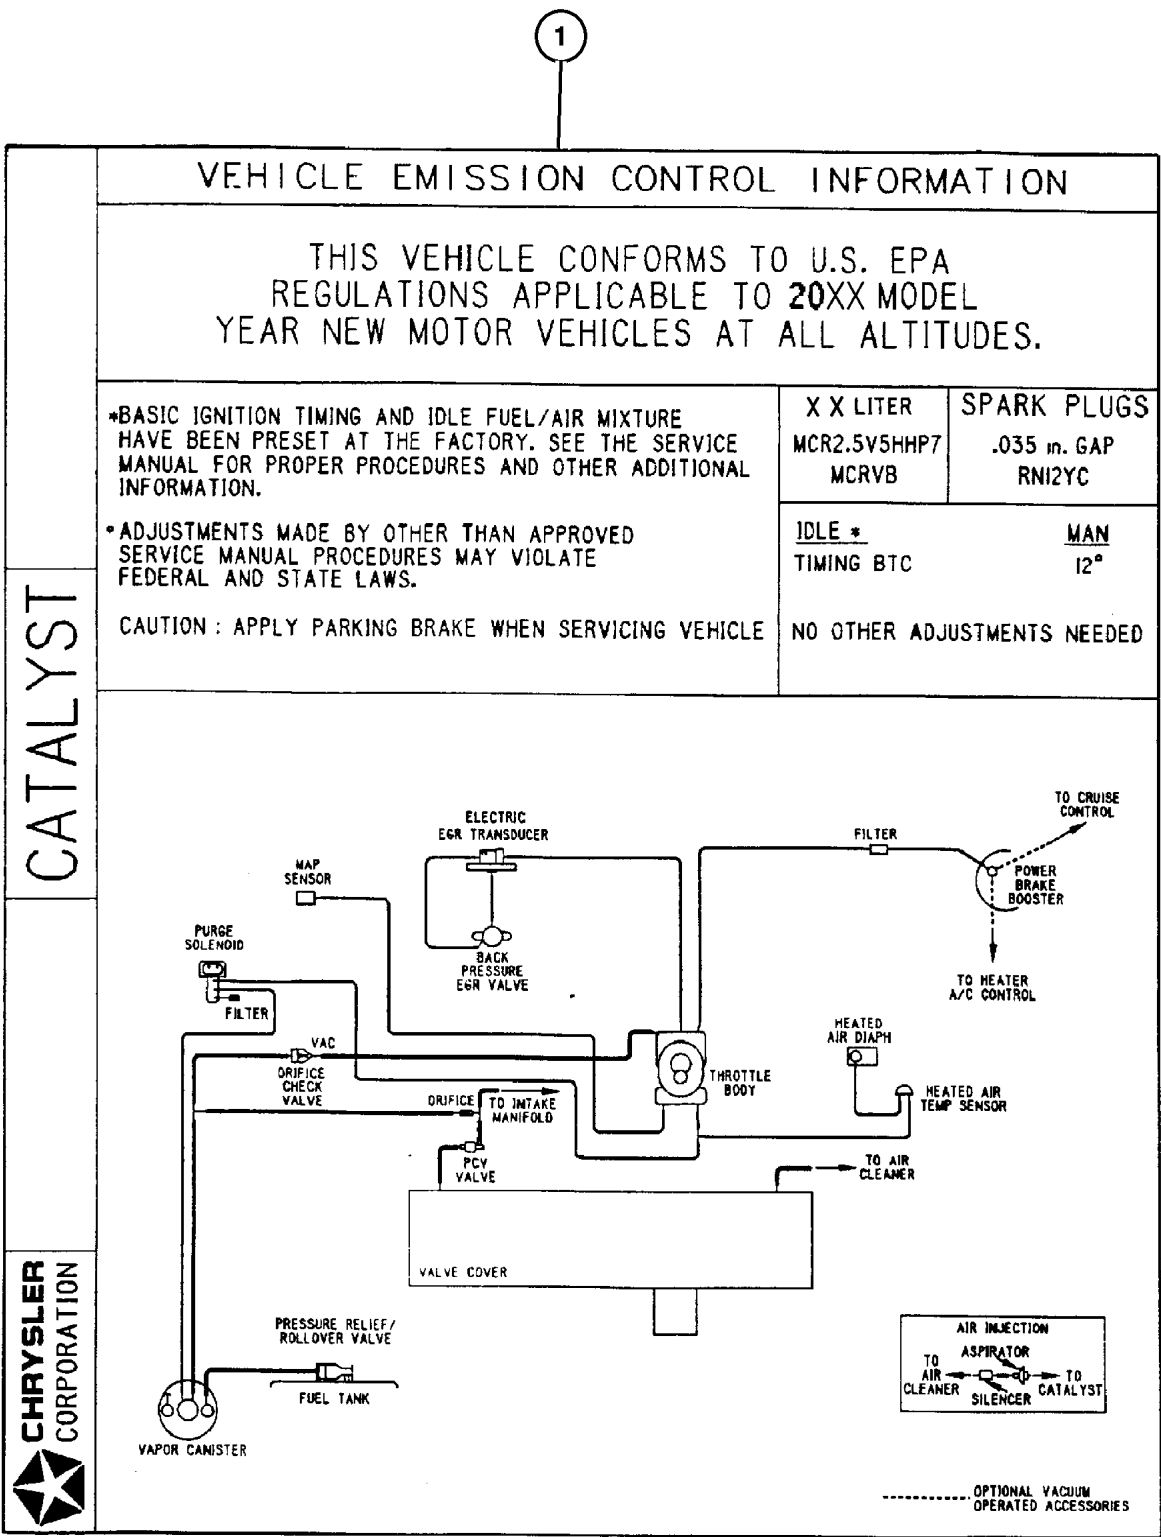 1
VEHICLE EMISSION CONTROL INFORMATION
THIS VEHICLE CONFORMS TO U.S. EPA
REGULATIONS APPLICABLE TO 20XX MODEL
YEAR NEW MOTOR VEHICLES AT ALL ALTITUDES.
*BASIC IGNITION TIMING AND IDLE FUEL/AIR MIXTURE
HAVE BEEN PRESET AT THE FACTORY. SEE THE SERVICE
MANUAL FOR PROPER PROCEDURES AND OTHER ADDITIONAL
INFORMATION.
•ADJUSTMENTS MADE BY OTHER THAN APPROVED
SERVICE MANUAL PROCEDURES MAY VIOLATE
FEDERAL AND STATE LAWS.
CAUTION : APPLY PARKING BRAKE WHEN SERVICING VEHICLE
X X LITER
MCR2.5V5HHP7
MCRVB
SPARK PLUGS
.035 in. GAP
RN12YC
IDLE * MAN
TIMING BTC 12°
NO OTHER ADJUSTMENTS NEEDED
CATALYST
CHRYSLER
CORPORATION
TO CRUISE
CONTROL
ELECTRIC
EGR TRANSDUCER
FILTER
MAP
SENSOR
POWER
BRAKE
BOOSTER
PURGE
SOLENOID
BACK
PRESSURE
EGR VALVE
TO HEATER
A/C CONTROL
FILTER
HEATED
AIR DIAPH
VAC
ORIFICE
CHECK
VALVE
THROTTLE
BODY
ORIFICE
TO INTAKE
MANIFOLD
HEATED AIR
TEMP SENSOR
PCV
VALVE
TO AIR
CLEANER
VALVE COVER
PRESSURE RELIEF/
ROLLOVER VALVE
FUEL TANK
VAPOR CANISTER
AIR INJECTION
ASPIRATOR
TO
AIR
CLEANER
SILENCER
TO
CATALYST
OPTIONAL VACUUM
OPERATED ACCESSORIES